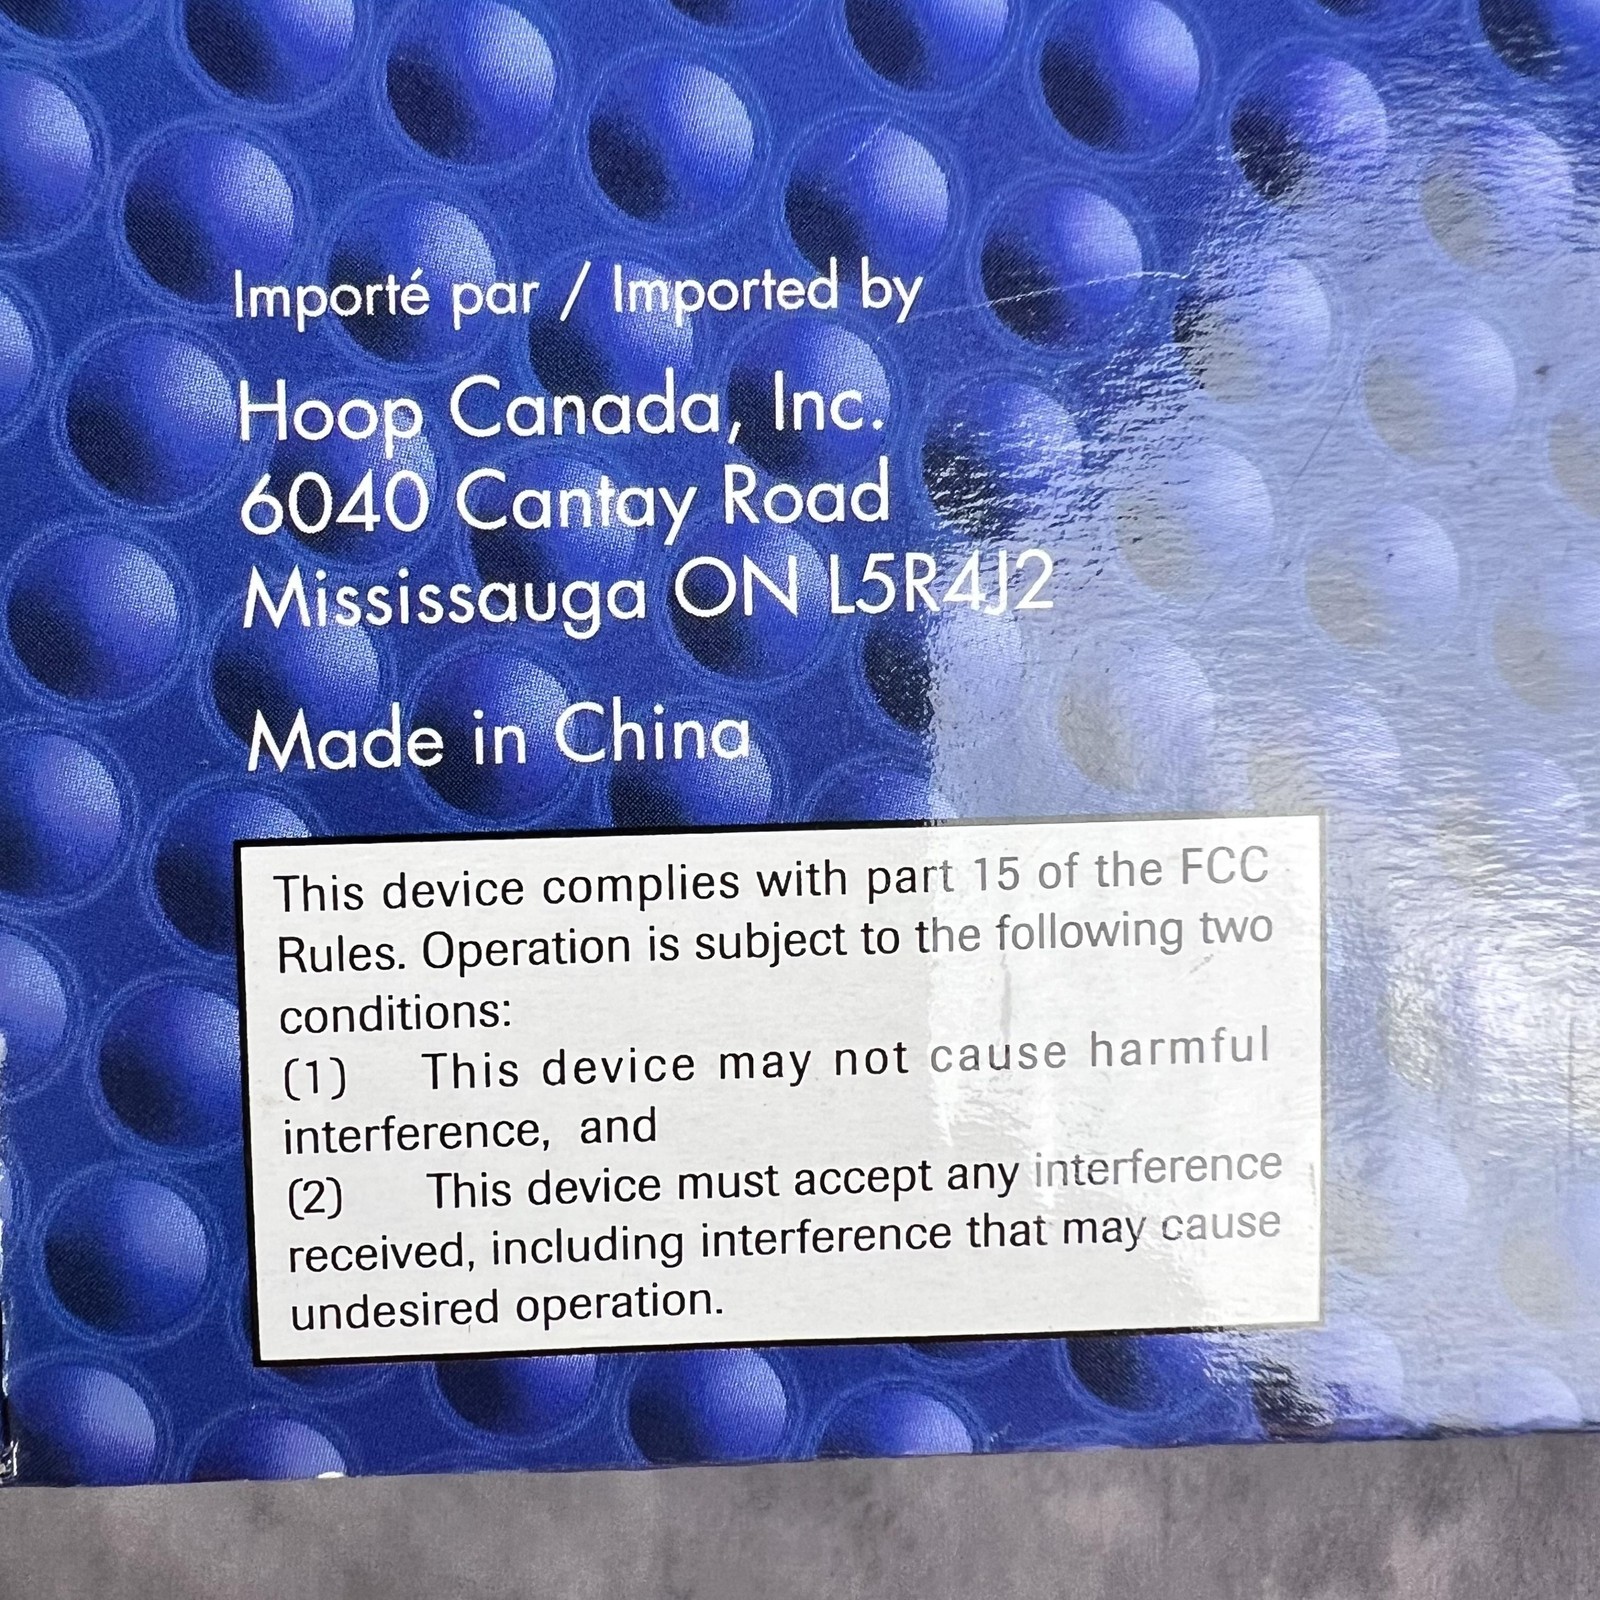 Importé par / Imported by
Hoop Canada, Inc.
6040 Cantay Road
Mississauga ON L5R4J2
Made in China
This device complies with part 15 of the FCC
Rules. Operation is subject to the following two
conditions:
(1) This device may not cause harmful
interference, and
(2) This device must accept any interference
received, including interference that may cause
undesired operation.